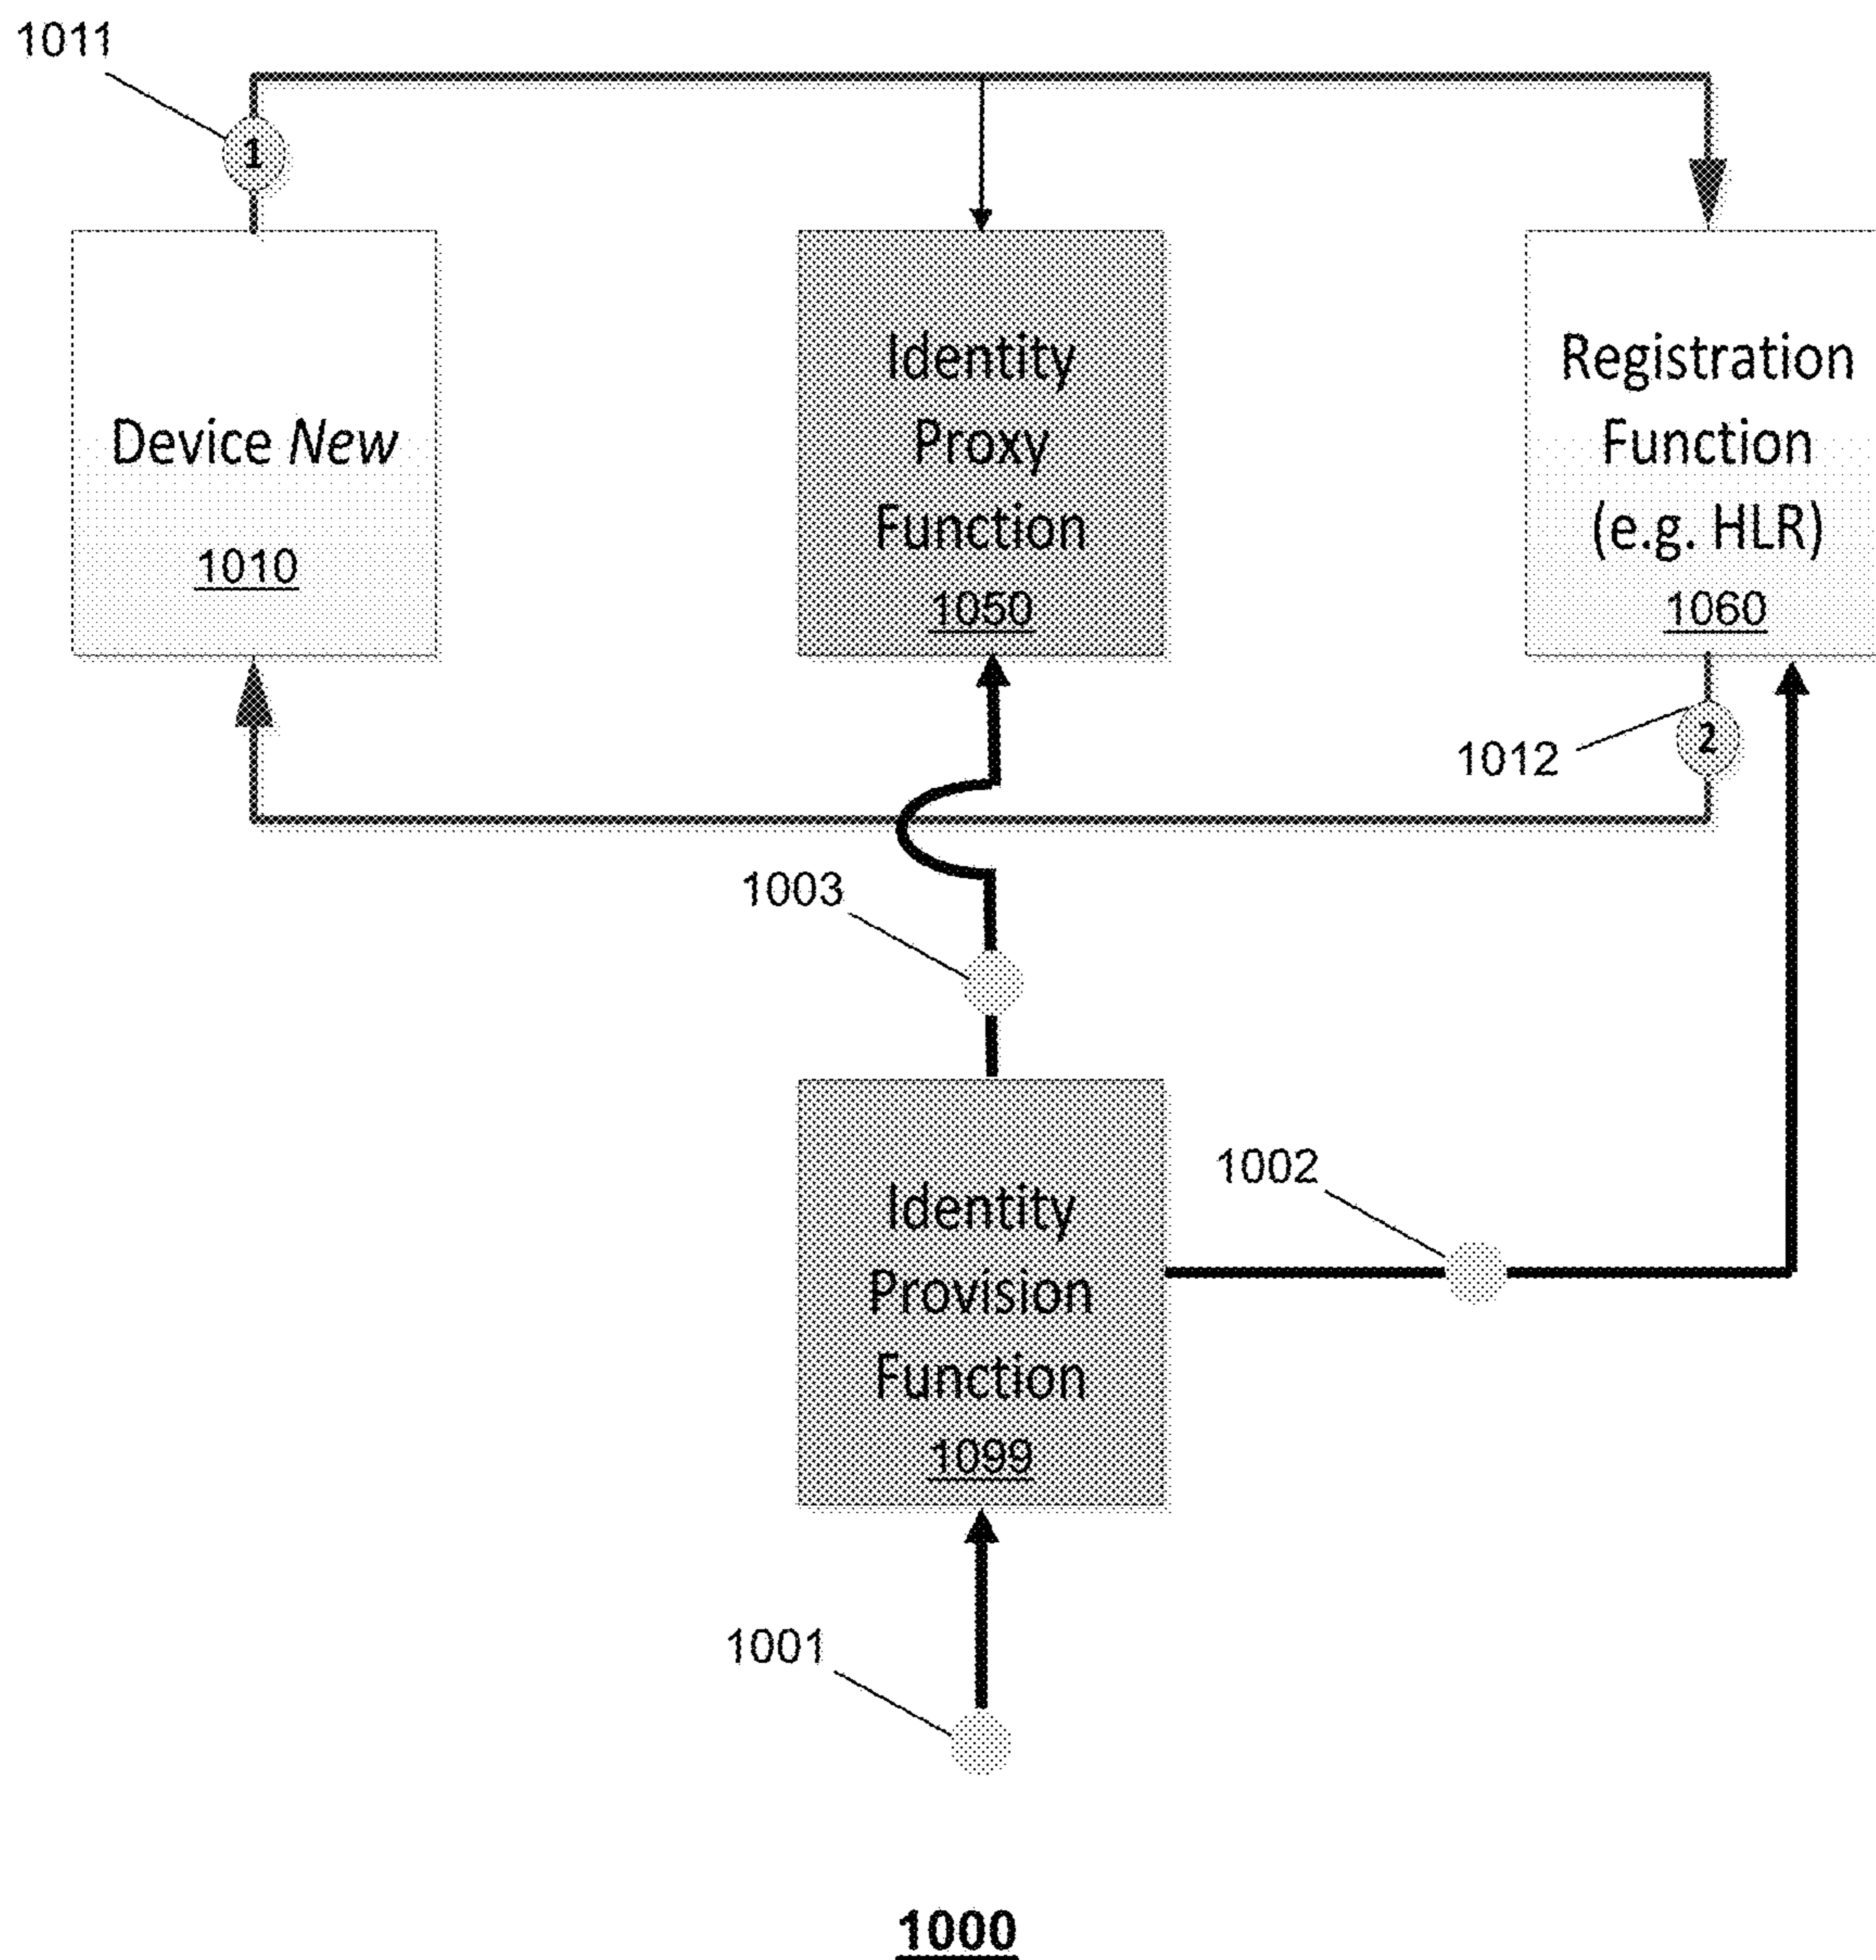 1011
1
Device New
1010
Identity
Proxy
Function
1050
Registration
Function
(e.g. HLR)
1060
1012
2
1003
1002
Identity
Provision
Function
1099
1001
1000